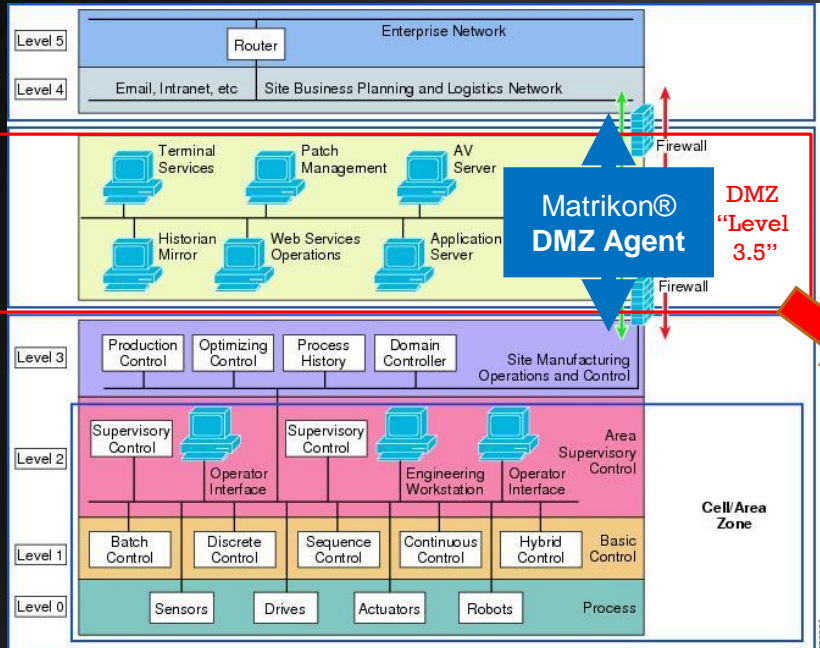 Level 5
Enterprise Network
Router
Level 4
Email, Intranet, etc
Site Business Planning and Logistics Network
Terminal
Services
Patch
Management
AV
Server
Firewall
Historian
Mirror
Web Services
Operations
Application
Server
Matrikon®
DMZ Agent
DMZ
“Level
3.5”
Firewall
Level 3
Production
Control
Optimizing
Control
Process
History
Domain
Controller
Site Manufacturing
Operations and Control
Level 2
Supervisory
Control
Operator
Interface
Supervisory
Control
Engineering
Workstation
Operator
Interface
Area
Supervisory
Control
Cell/Area
Zone
Level 1
Batch
Control
Discrete
Control
Sequence
Control
Continuous
Control
Hybrid
Control
Basic
Control
Level 0
Sensors
Drives
Actuators
Robots
Process